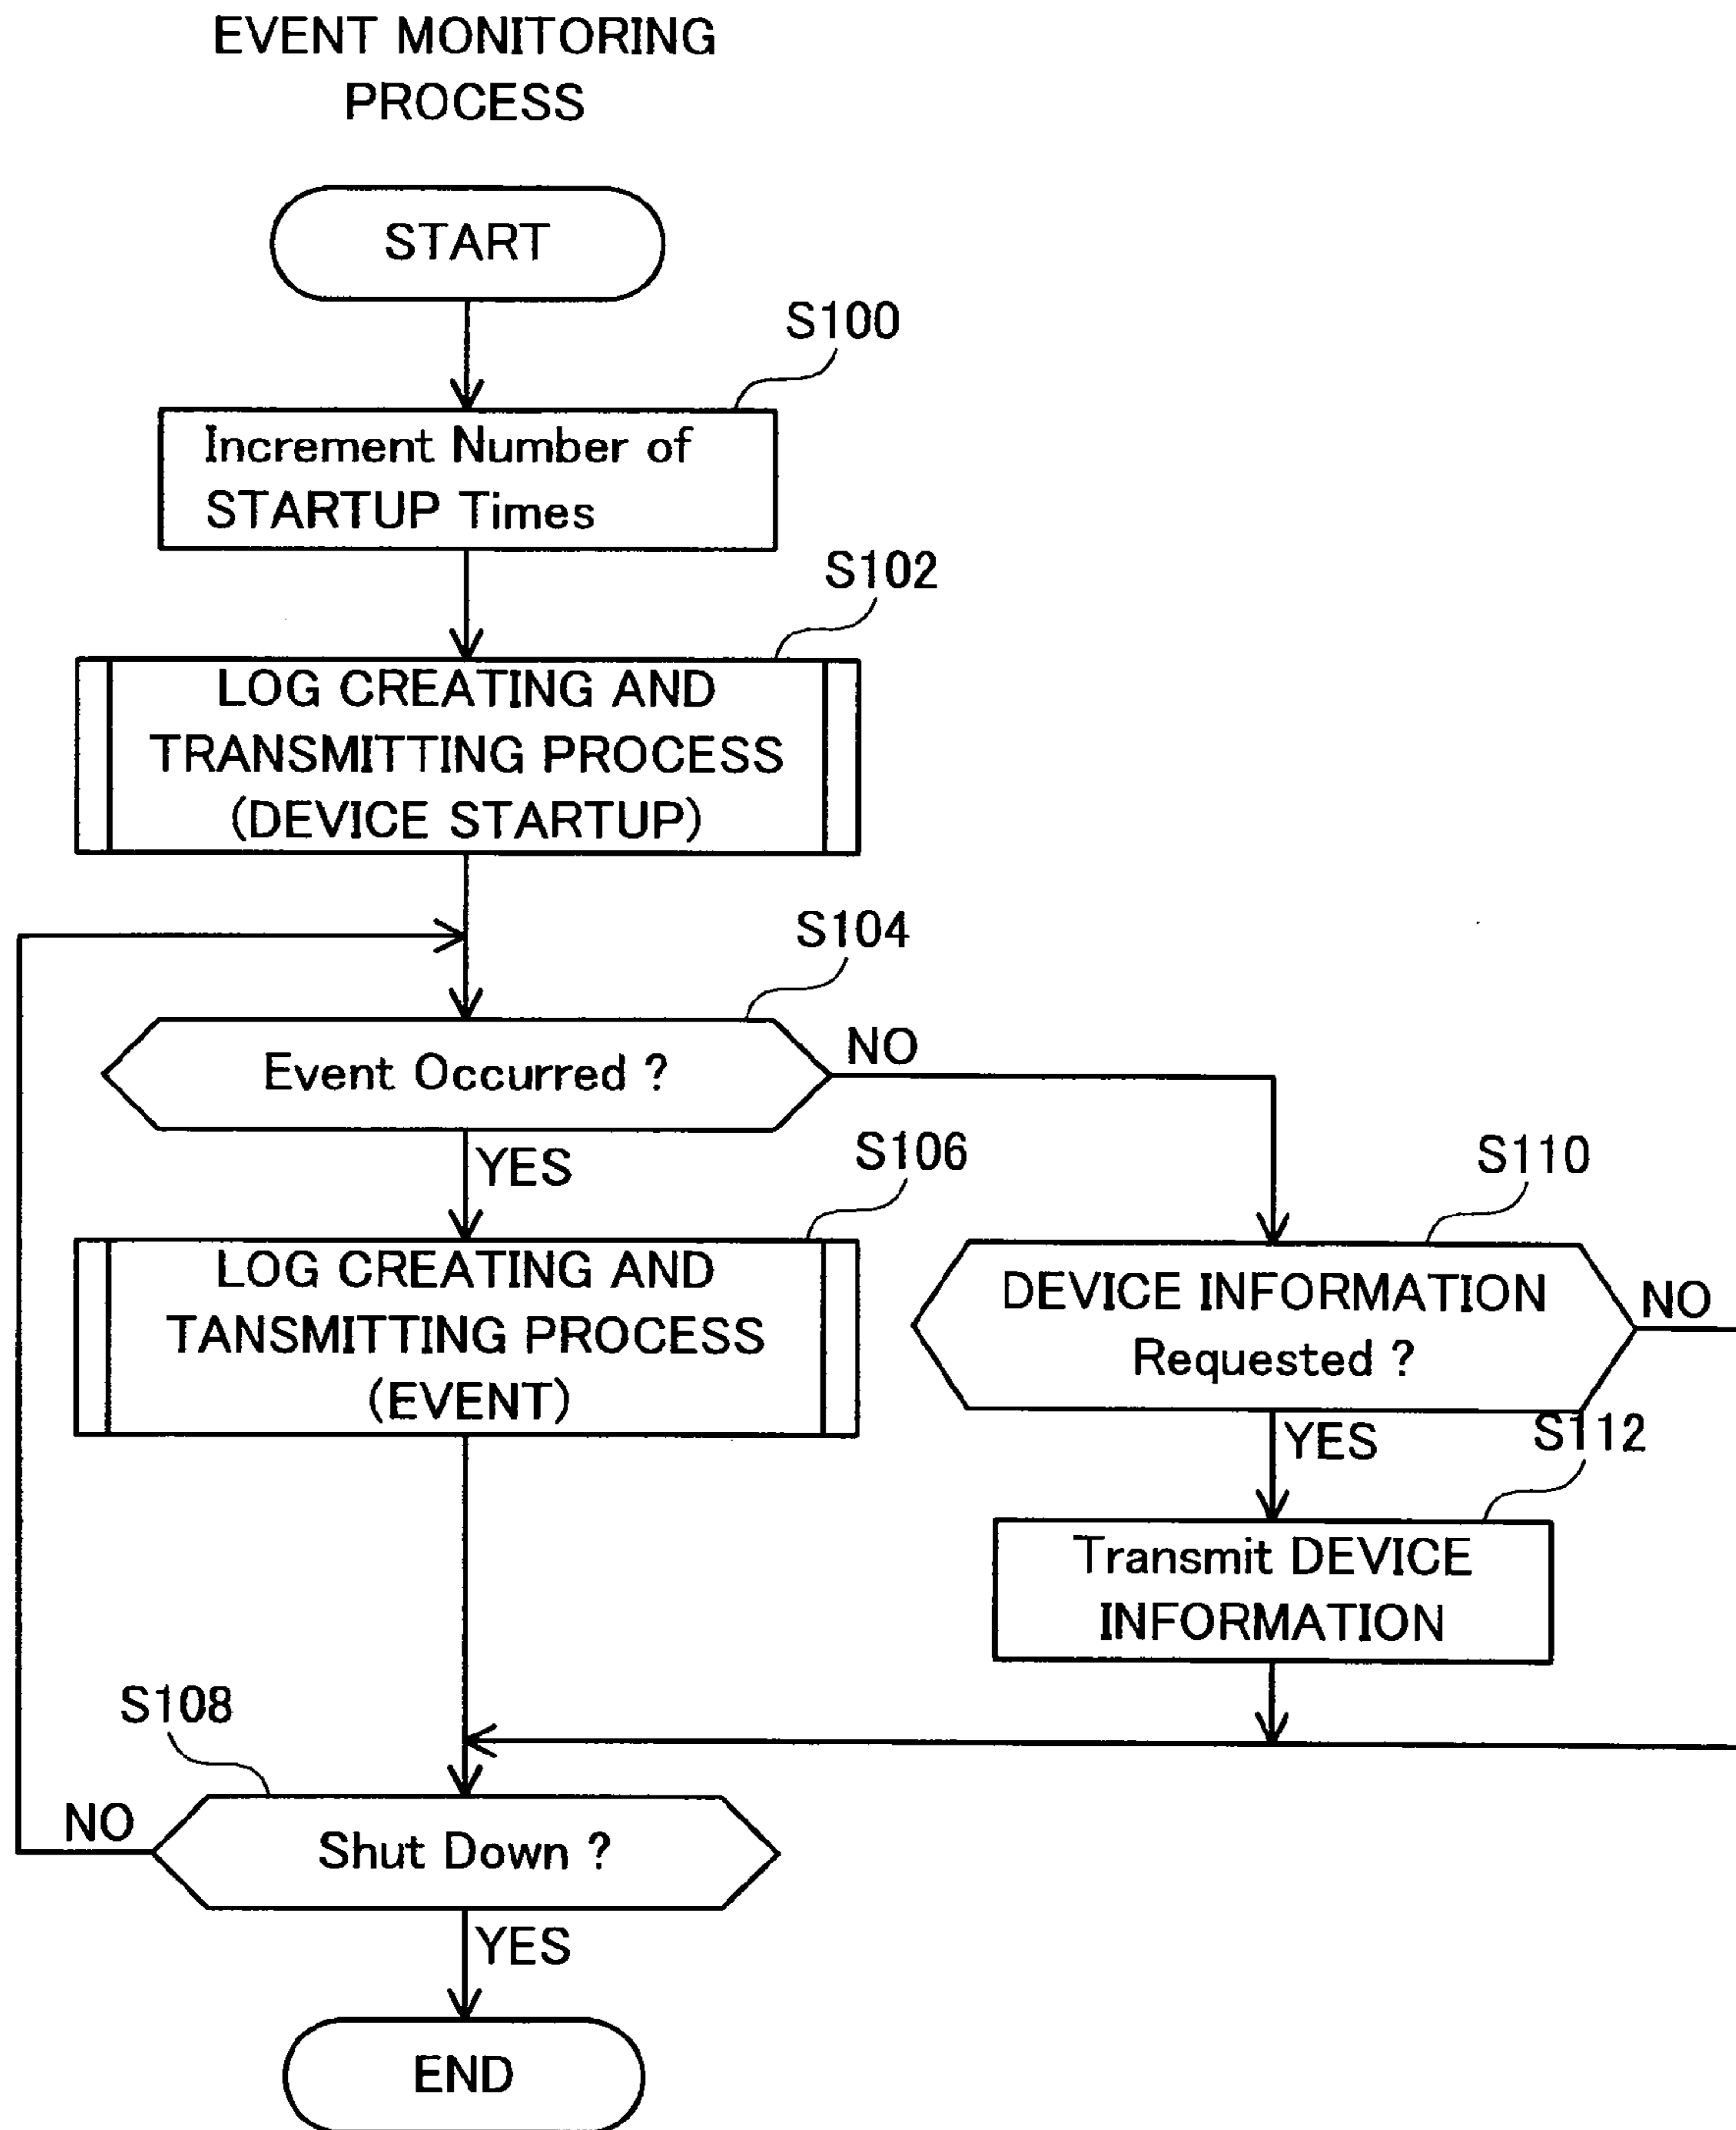 EVENT MONITORING
PROCESS
START
S100
Increment Number of
STARTUP Times
S102
LOG CREATING AND
TRANSMITTING PROCESS
(DEVICE STARTUP)
S104
Event Occurred ?
NO
YES
S106
LOG CREATING AND
TANSMITTING PROCESS
(EVENT)
S110
DEVICE INFORMATION
Requested ?
NO
YES
S112
Transmit DEVICE
INFORMATION
S108
Shut Down ?
NO
YES
END